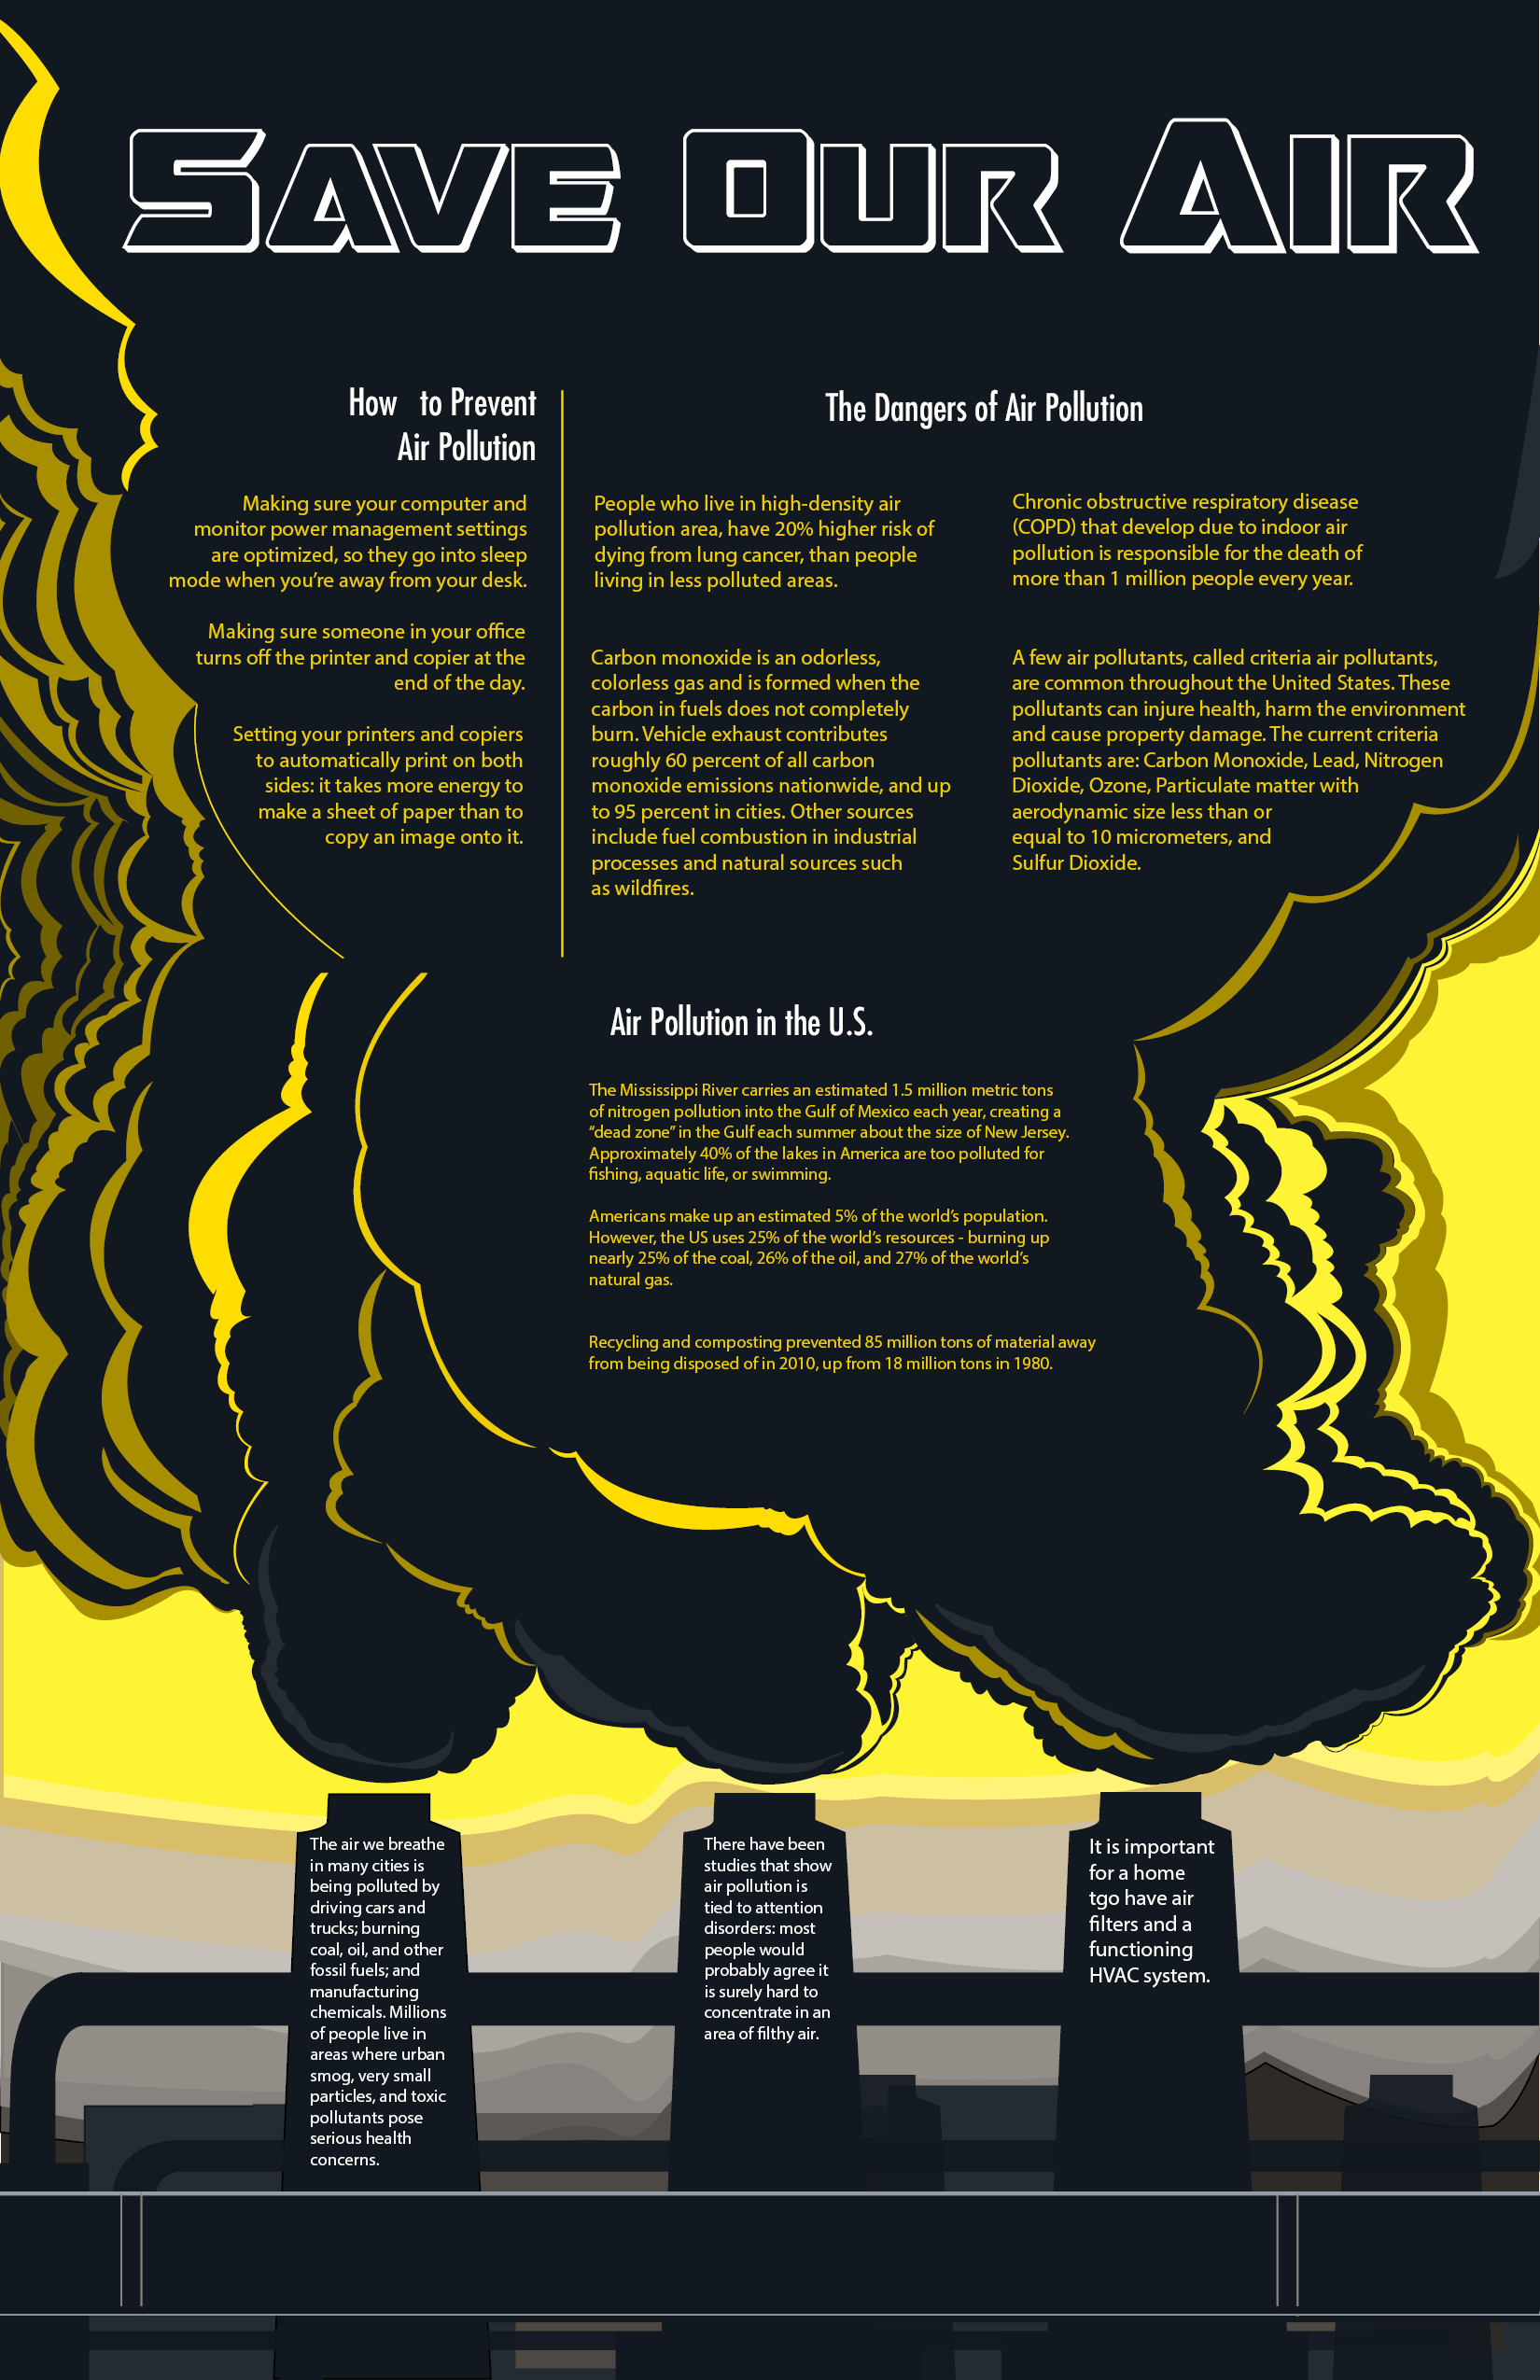 Save Our Air
How to Prevent
Air Pollution
Making sure your computer and
monitor power management settings
are optimized, so they go into sleep
mode when you're away from your desk.
Making sure someone in your office
turns off the printer and copier at the
end of the day.
Setting your printers and copiers
to automatically print on both
sides: it takes more energy to
make a sheet of paper than to
copy an image onto it.
The Dangers of Air Pollution
People who live in high-density air
pollution area, have 20% higher risk of
dying from lung cancer, than people
living in less polluted areas.
Carbon monoxide is an odorless,
colorless gas and is formed when the
carbon in fuels does not completely
burn. Vehicle exhaust contributes
roughly 60 percent of all carbon
monoxide emissions nationwide, and up
to 95 percent in cities. Other sources
include fuel combustion in industrial
processes and natural sources such
as wildfires.
Chronic obstructive respiratory disease
(COPD) that develop due to indoor air
pollution is responsible for the death of
more than 1 million people every year.
A few air pollutants, called criteria air pollutants,
are common throughout the United States. These
pollutants can injure health, harm the environment
and cause property damage. The current criteria
pollutants are: Carbon Monoxide, Lead, Nitrogen
Dioxide, Ozone, Particulate matter with
aerodynamic size less than or
equal to 10 micrometers, and
Sulfur Dioxide.
Air Pollution in the U.S.
The Mississippi River carries an estimated 1.5 million metric tons
of nitrogen pollution into the Gulf of Mexico each year, creating a
“dead zone” in the Gulf each summer about the size of New Jersey.
Approximately 40% of the lakes in America are too polluted for
fishing, aquatic life, or swimming.
Americans make up an estimated 5% of the world's population.
However, the US uses 25% of the world's resources - burning up
nearly 25% of the coal, 26% of the oil, and 27% of the world's
natural gas.
Recycling and composting prevented 85 million tons of material away
from being disposed of in 2010, up from 18 million tons in 1980.
The air we breathe
in many cities is
being polluted by
driving cars and
trucks; burning
coal, oil, and other
fossil fuels; and
manufacturing
chemicals. Millions
of people live in
areas where urban
smog, very small
particles, and toxic
pollutants pose
serious health
concerns.
There have been
studies that show
air pollution is
tied to attention
disorders: most
people would
probably agree it
is surely hard to
concentrate in an
area of filthy air.
It is important
for a home
tgo have air
filters and a
functioning
HVAC system.